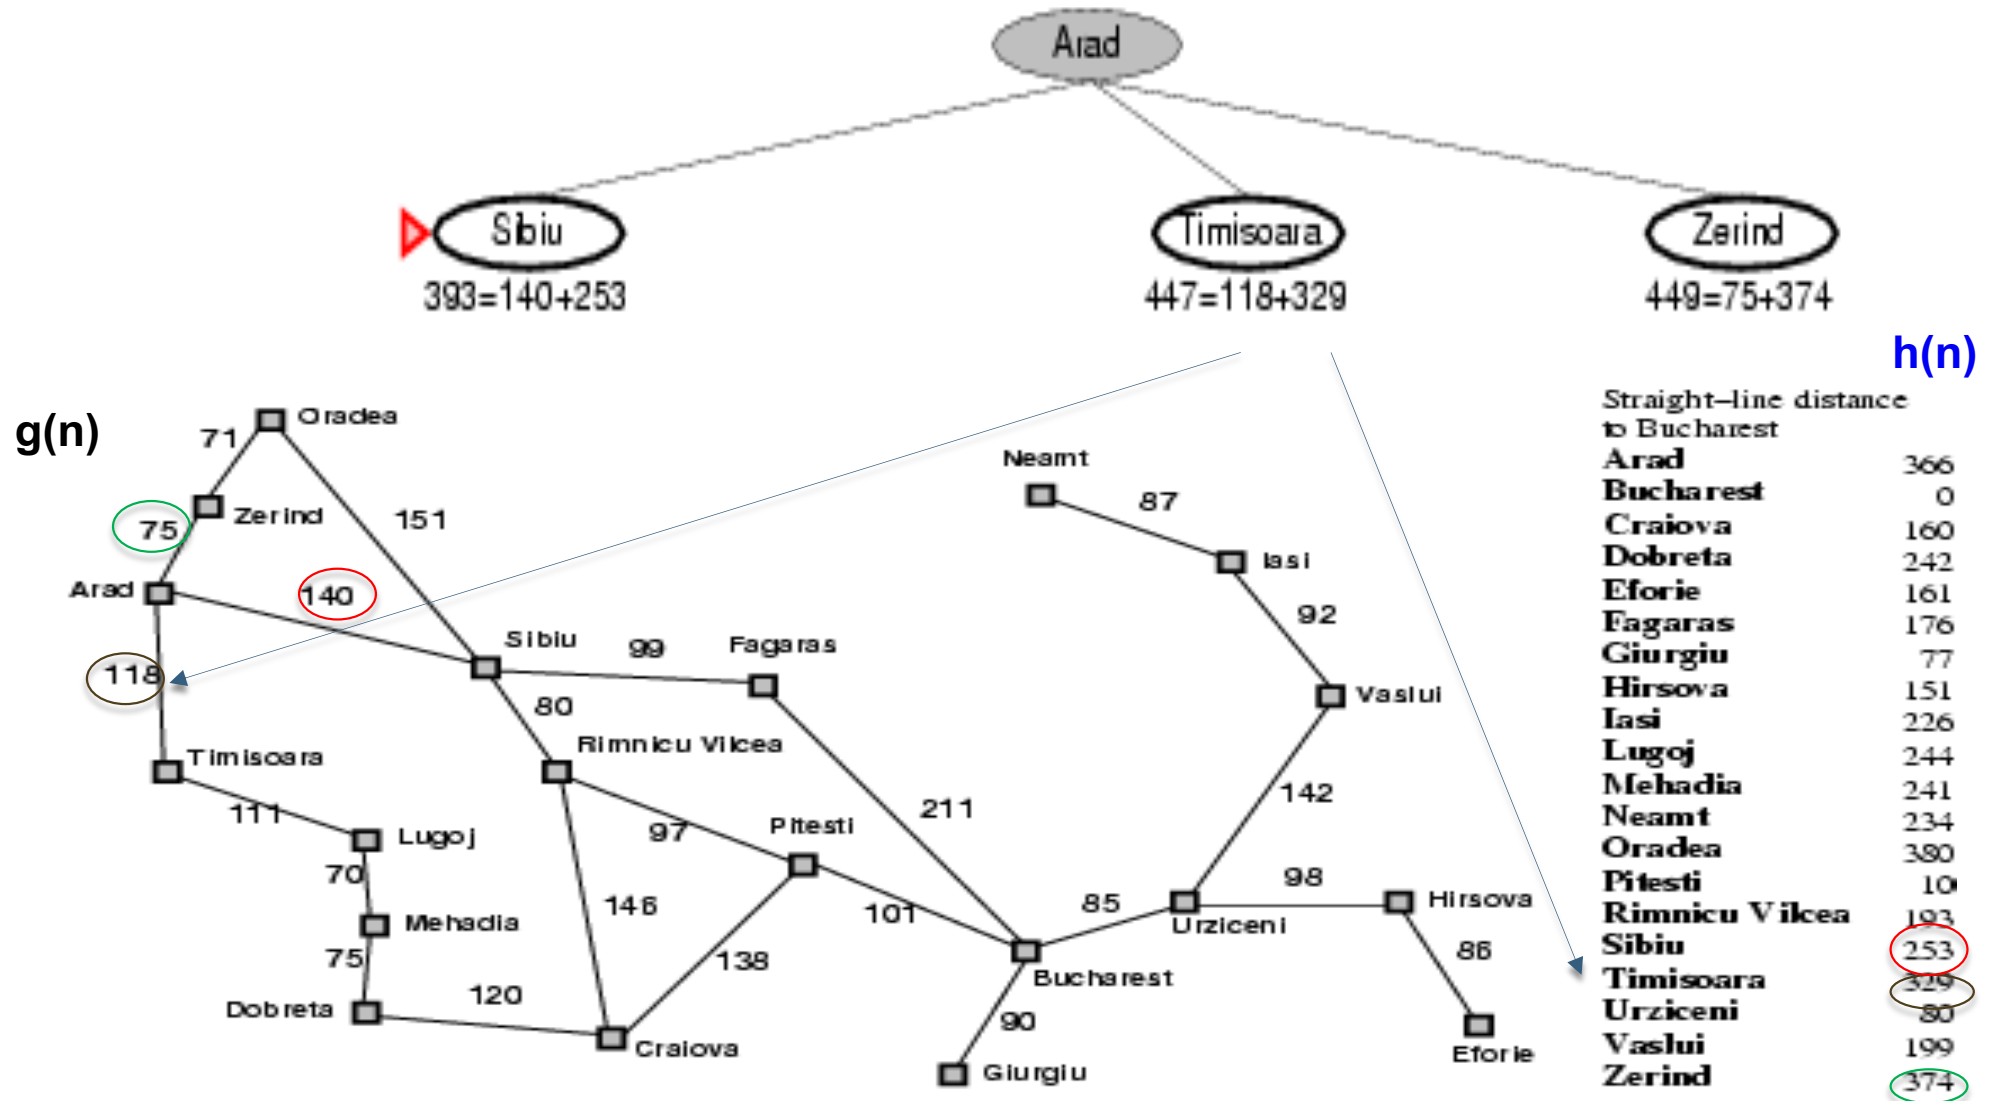 Arad
Sibiu
Timisoara
Zerind
393=140+253
447=118+329
449=75+374
h(n)
g(n)
Straight–line distance
to Bucharest
Arad 366
Bucharest 0
Craiova 160
Dobreta 242
Eforie 161
Fagaras 176
Giurgiu 77
Hirsova 151
Iasi 226
Lugoj 244
Mehadia 241
Neamt 234
Oradea 380
Pitesti 10
Rimnicu Vilcea 193
Sibiu 253
Timisoara 329
Urziceni 80
Vaslui 199
Zerind 374
Oradea
71
Zerind
75
151
Arad
140
118
Sibiu
99
Fagaras
80
Timisoara
Rimnicu Vilcea
111
Lugoj
97
Pitesti
211
70
Mehadia
146
101
75
138
Dobreta
120
Craiova
Bucharest
90
Giurgiu
Neamt
87
Iasi
92
Vaslui
142
85
98
Urziceni
Hirsova
86
Eforie